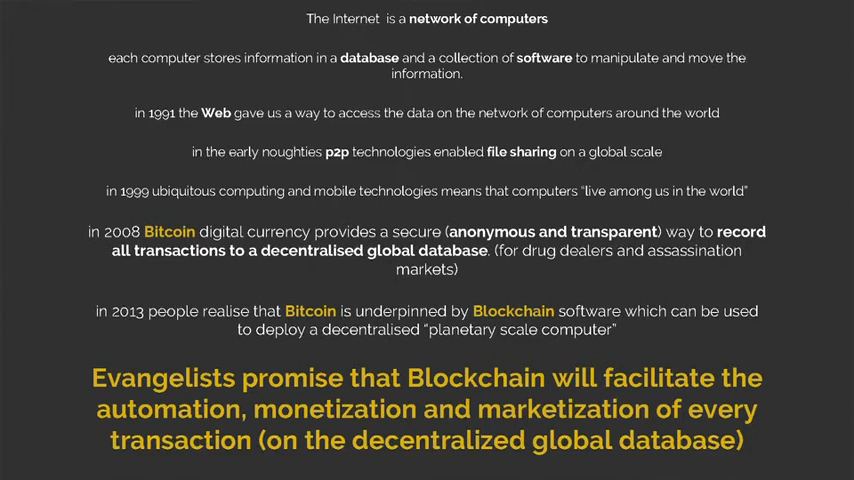 The Internet is a network of computers
each computer stores information in a database and a collection of software to manipulate and move the
information.
in 1991 the Web gave us a way to access the data on the network of computers around the world
in the early noughties p2p technologies enabled file sharing on a global scale
in 1999 ubiquitous computing and mobile technologies means that computers “live among us in the world”
in 2008 Bitcoin digital currency provides a secure (anonymous and transparent) way to record
all transactions to a decentralised global database. (for drug dealers and assassination
markets)
in 2013 people realise that Bitcoin is underpinned by Blockchain software which can be used
to deploy a decentralised “planetary scale computer”
Evangelists promise that Blockchain will facilitate the
automation, monetization and marketization of every
transaction (on the decentralized global database)